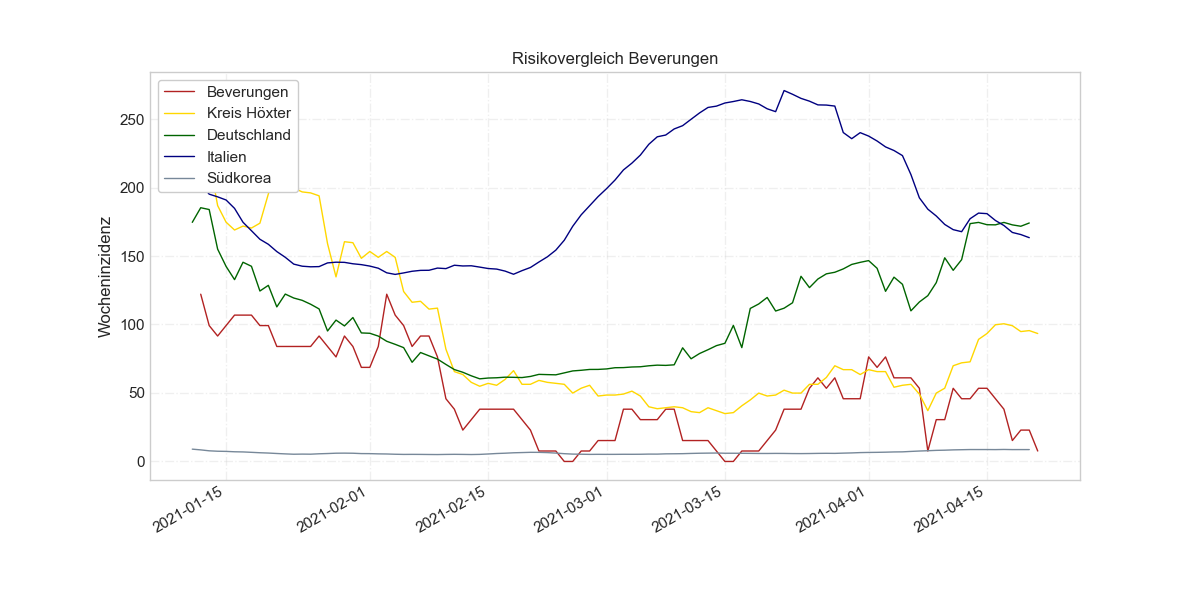 Risikovergleich Beverungen
Beverungen
Kreis Höxter
Deutschland
Italien
Südkorea
Wocheninzidenz
250
200
150
100
50
0
2021-01-15
2021-02-01
2021-02-15
2021-03-01
2021-03-15
2021-04-01
2021-04-15